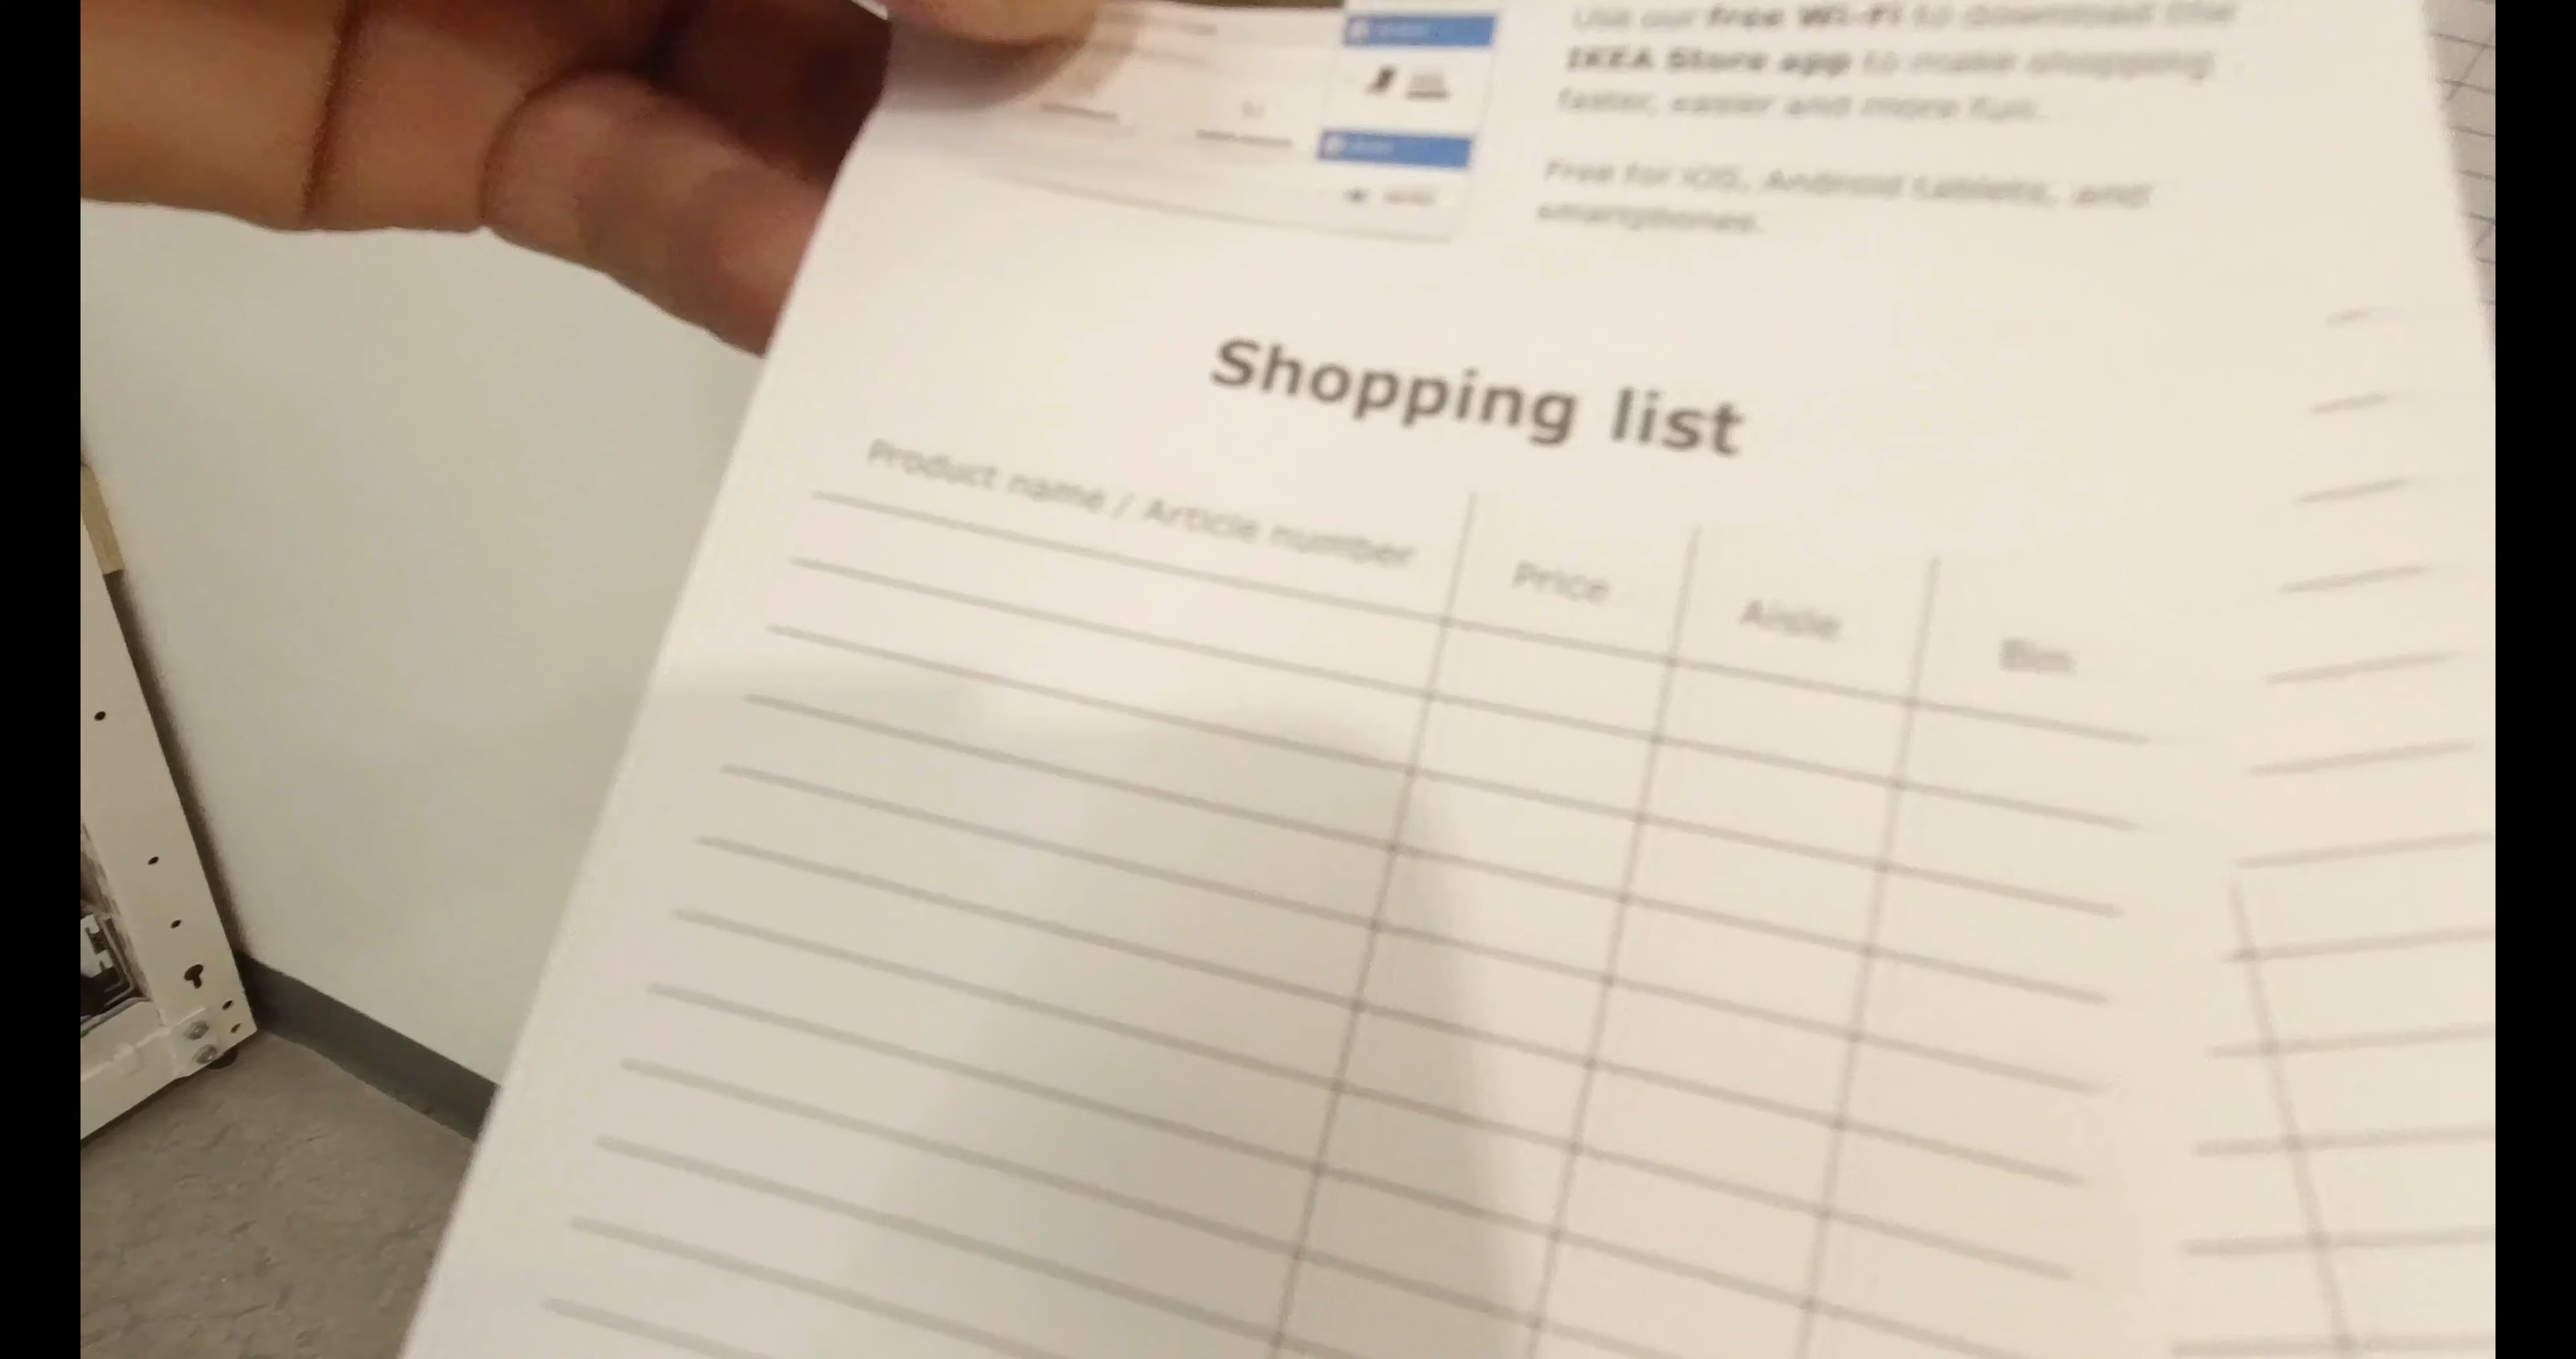 Use our free Wi-Fi to download the
IKEA Store app to make shopping
faster, easier and more fun.
Free for iOS, Android tablets, and
smartphones.
Shopping list
Product name / Article number
Price
Aisle
Bin